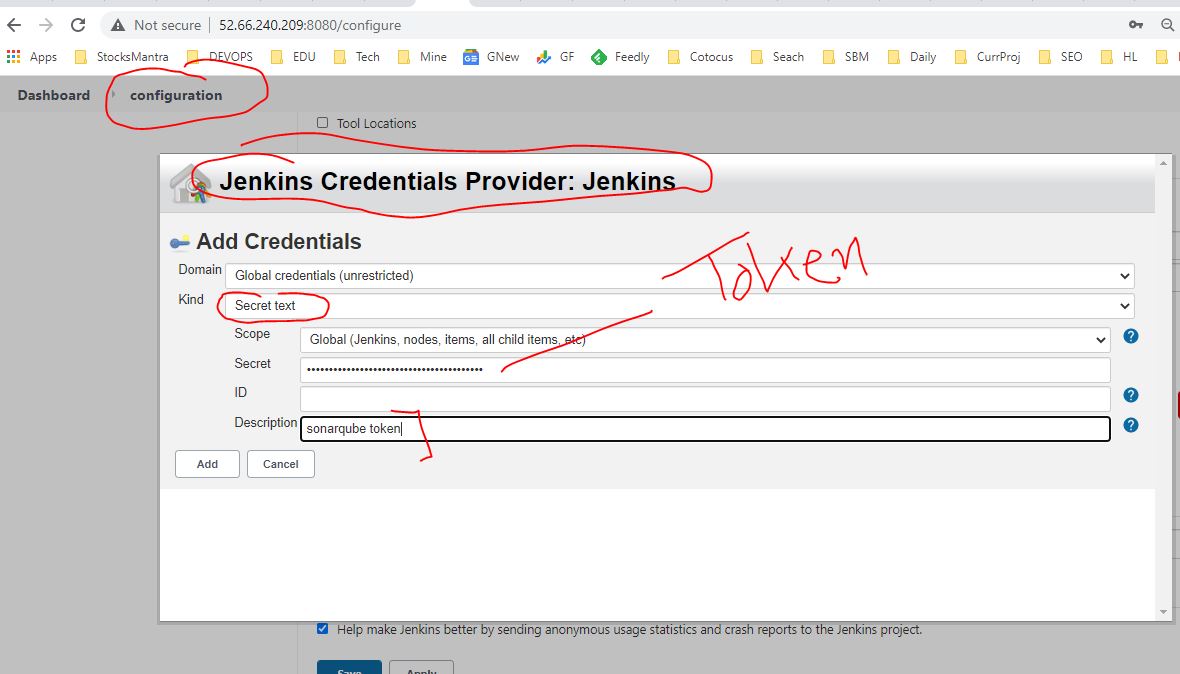 Not secure 52.66.240.209:8080/configure
Apps StocksMantra DEVOPS EDU Tech Mine GNew GF Feedly Cotocus Seach SBM Daily CurrProj SEO HL
Dashboard configuration
Tool Locations
Jenkins Credentials Provider: Jenkins
Add Credentials
Domain Global credentials (unrestricted)
Kind Secret text
Token
Scope Global (Jenkins, nodes, items, all child items, etc)
Secret ••••••••••••••••••••••••••••••••••••••••
ID
Description sonarqube token
Add Cancel
Help make Jenkins better by sending anonymous usage statistics and crash reports to the Jenkins project.
Save Apply